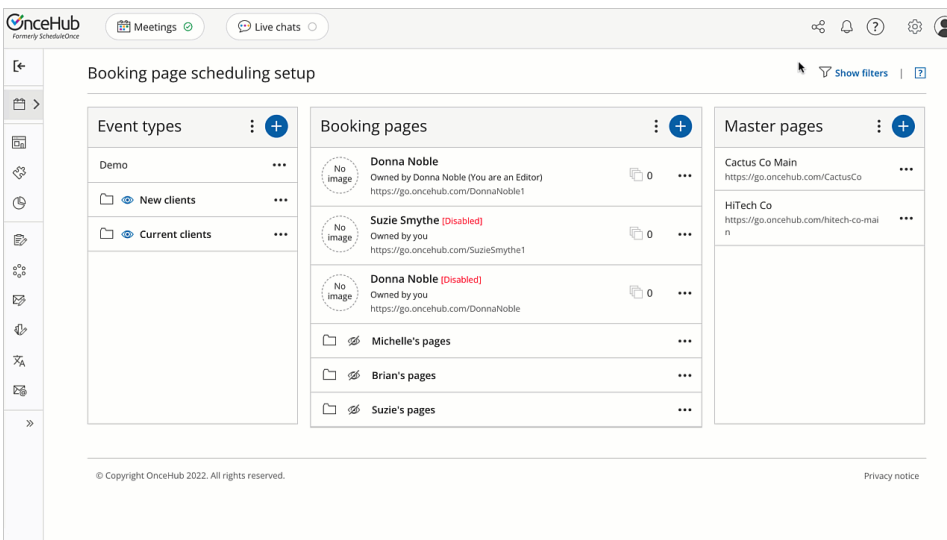 OnceHub
Formerly ScheduleOnce
Meetings
Live chats
?
Booking page scheduling setup
Show filters | ?
Event types
Demo
New clients
Current clients
Booking pages
No image
Donna Noble
Owned by Donna Noble (You are an Editor)
https://go.oncehub.com/DonnaNoble1
0
No image
Suzie Smythe [Disabled]
Owned by you
https://go.oncehub.com/SuzieSmythe1
0
No image
Donna Noble [Disabled]
Owned by you
https://go.oncehub.com/DonnaNoble
0
Michelle's pages
Brian's pages
Suzie's pages
Master pages
Cactus Co Main
https://go.oncehub.com/CactusCo
HiTech Co
https://go.oncehub.com/hitech-co-mai
n
© Copyright OnceHub 2022. All rights reserved.
Privacy notice